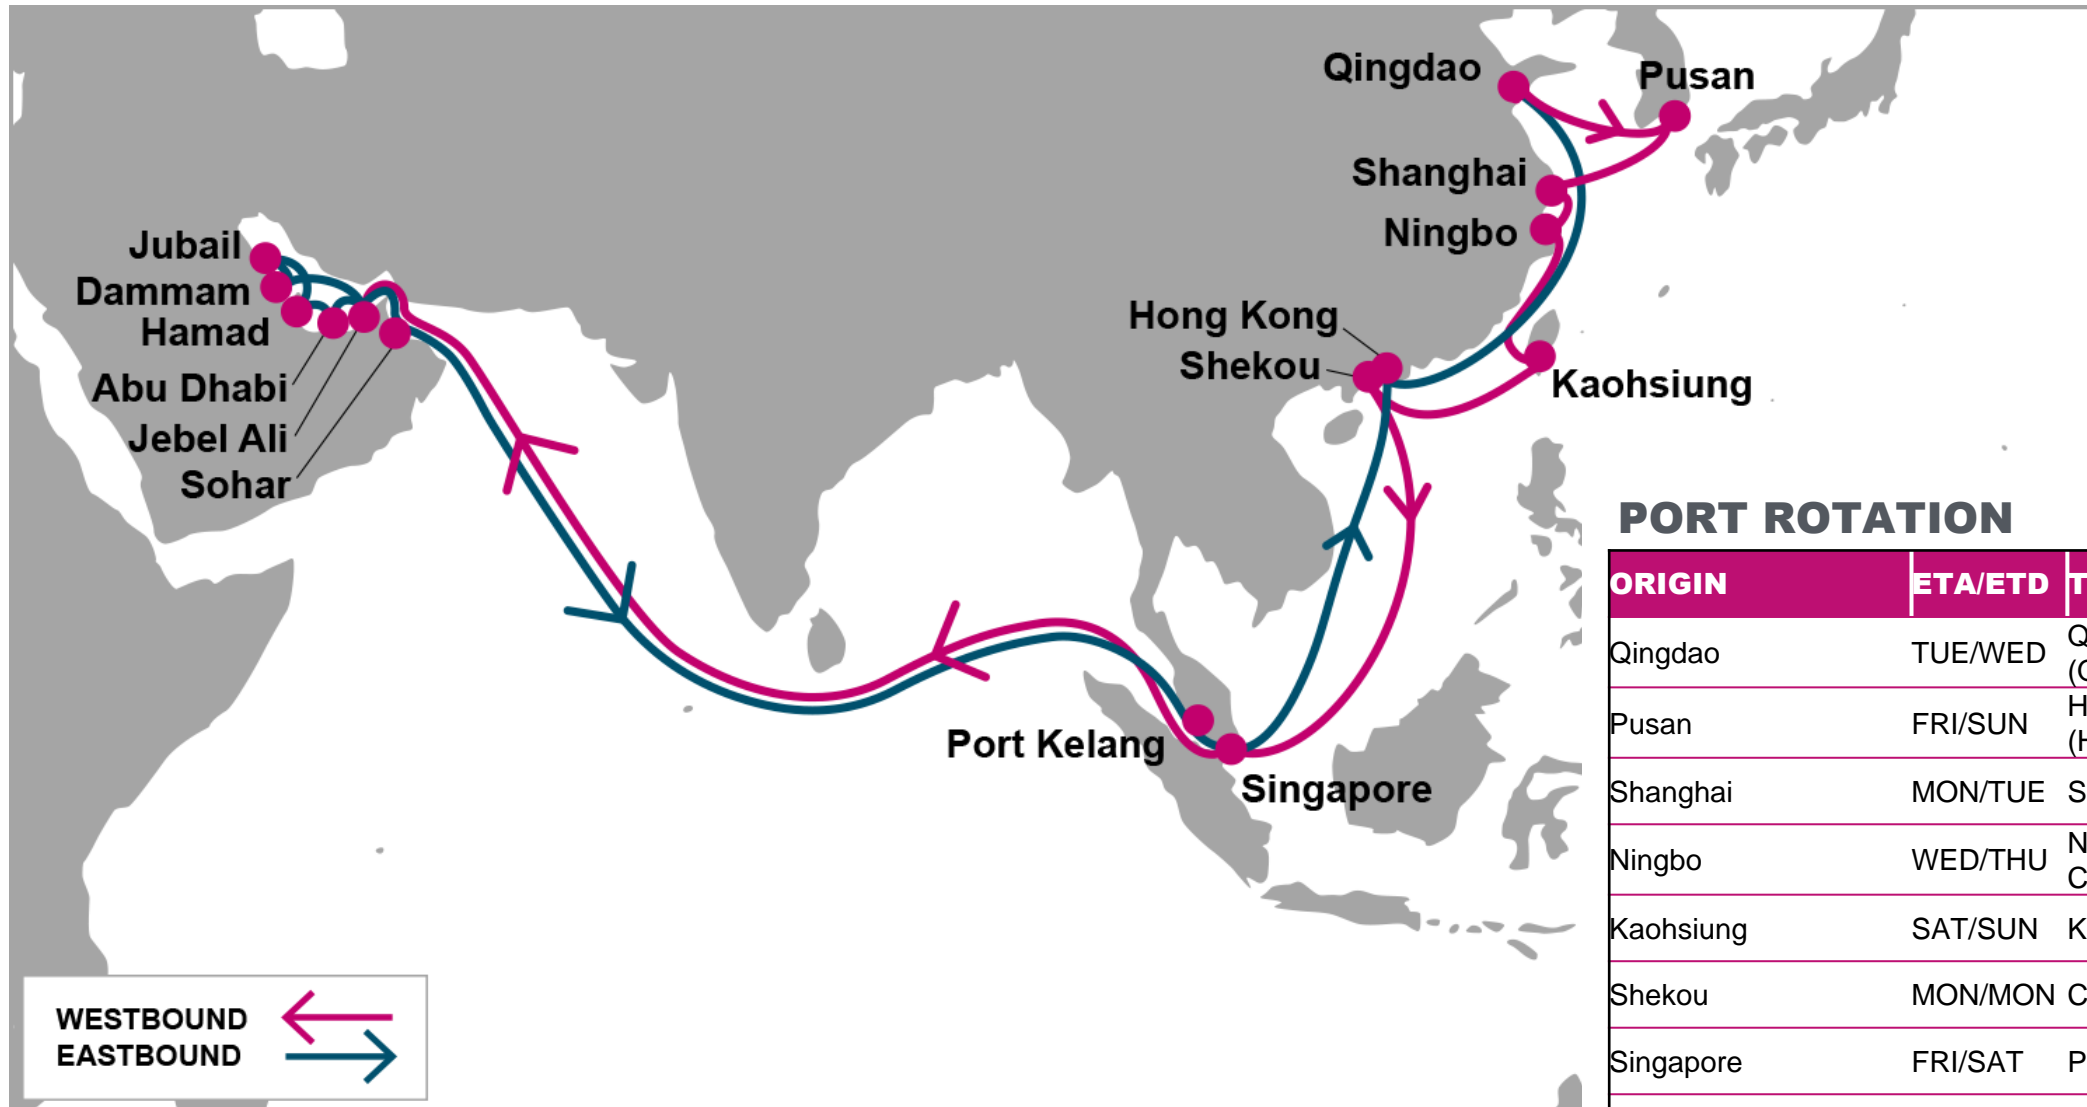 Qingdao
Pusan
Shanghai
Ningbo
Jubail
Dammam
Hamad
Abu Dhabi
Jebel Ali
Sohar
Hong Kong
Shekou
Kaohsiung
Port Kelang
Singapore
WESTBOUND
EASTBOUND
PORT ROTATION
ORIGIN ETA/ETD
Qingdao TUE/WED
Pusan FRI/SUN
Shanghai MON/TUE
Ningbo WED/THU
Kaohsiung SAT/SUN
Shekou MON/MON
Singapore FRI/SAT